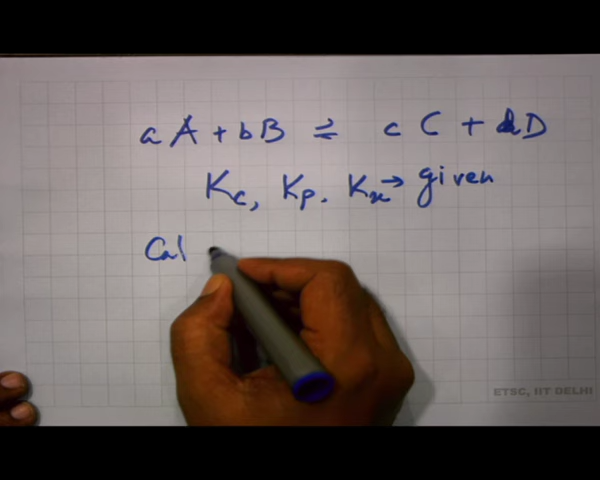 aA + bB ⇌ cC + dD
Kc, Kp. Kx → given
Cal
ETSC, IIT DELHI